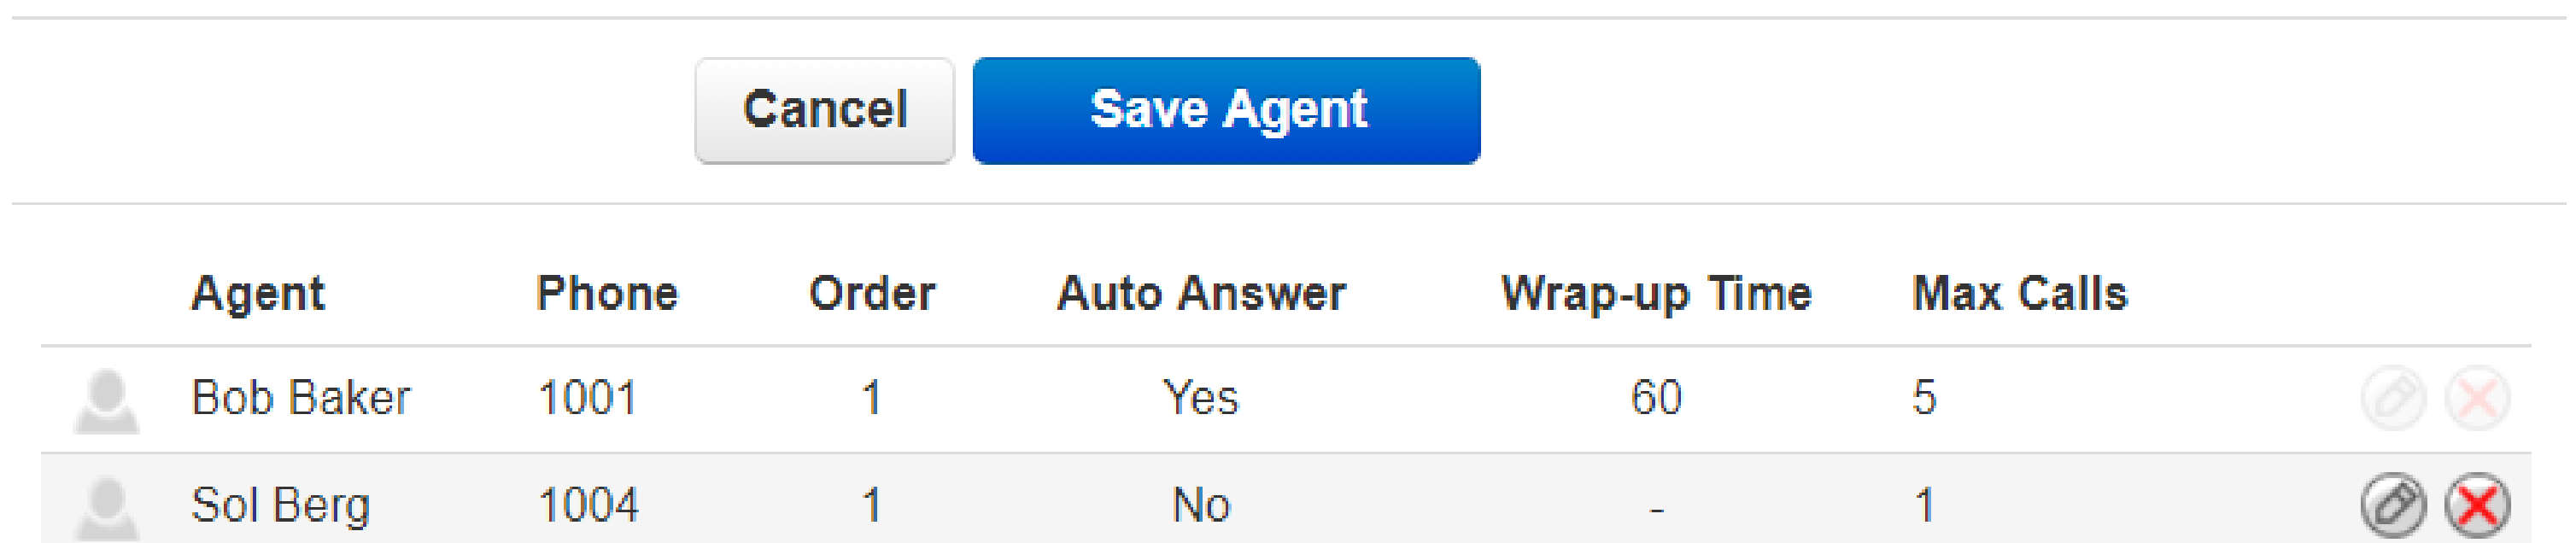 Cancel Save Agent
Agent Phone Order Auto Answer Wrap-up Time Max Calls
Bob Baker 1001 1 Yes 60 5
Sol Berg 1004 1 No - 1